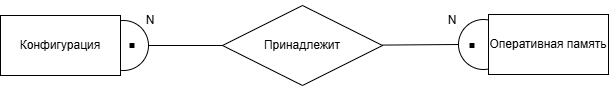 N
N
Конфигурация
Принадлежит
Оперативная память